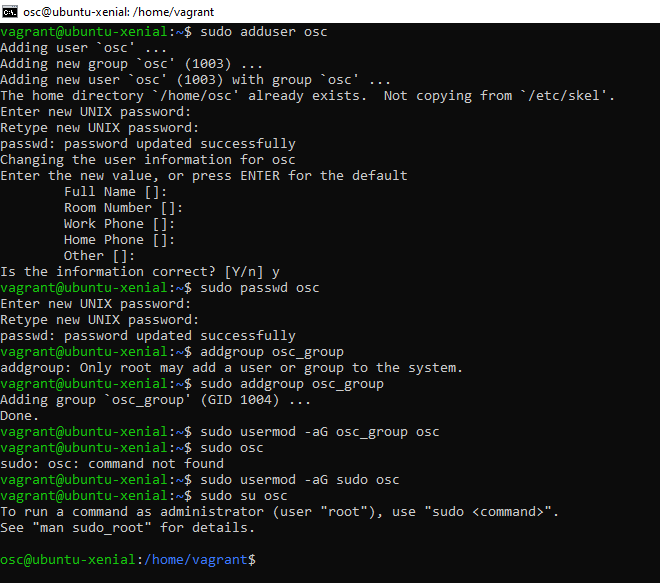 osc@ubuntu-xenial: /home/vagrant
vagrant@ubuntu-xenial:~$ sudo adduser osc
Adding user `osc' ...
Adding new group `osc' (1003) ...
Adding new user `osc' (1003) with group `osc' ...
The home directory `/home/osc' already exists.  Not copying from `/etc/skel'.
Enter new UNIX password:
Retype new UNIX password:
passwd: password updated successfully
Changing the user information for osc
Enter the new value, or press ENTER for the default
        Full Name []:
        Room Number []:
        Work Phone []:
        Home Phone []:
        Other []:
Is the information correct? [Y/n] y
vagrant@ubuntu-xenial:~$ sudo passwd osc
Enter new UNIX password:
Retype new UNIX password:
passwd: password updated successfully
vagrant@ubuntu-xenial:~$ addgroup osc_group
addgroup: Only root may add a user or group to the system.
vagrant@ubuntu-xenial:~$ sudo addgroup osc_group
Adding group `osc_group' (GID 1004) ...
Done.
vagrant@ubuntu-xenial:~$ sudo usermod -aG osc_group osc
vagrant@ubuntu-xenial:~$ sudo osc
sudo: osc: command not found
vagrant@ubuntu-xenial:~$ sudo usermod -aG sudo osc
vagrant@ubuntu-xenial:~$ sudo su osc
To run a command as administrator (user "root"), use "sudo <command>".
See "man sudo_root" for details.
osc@ubuntu-xenial:/home/vagrant$